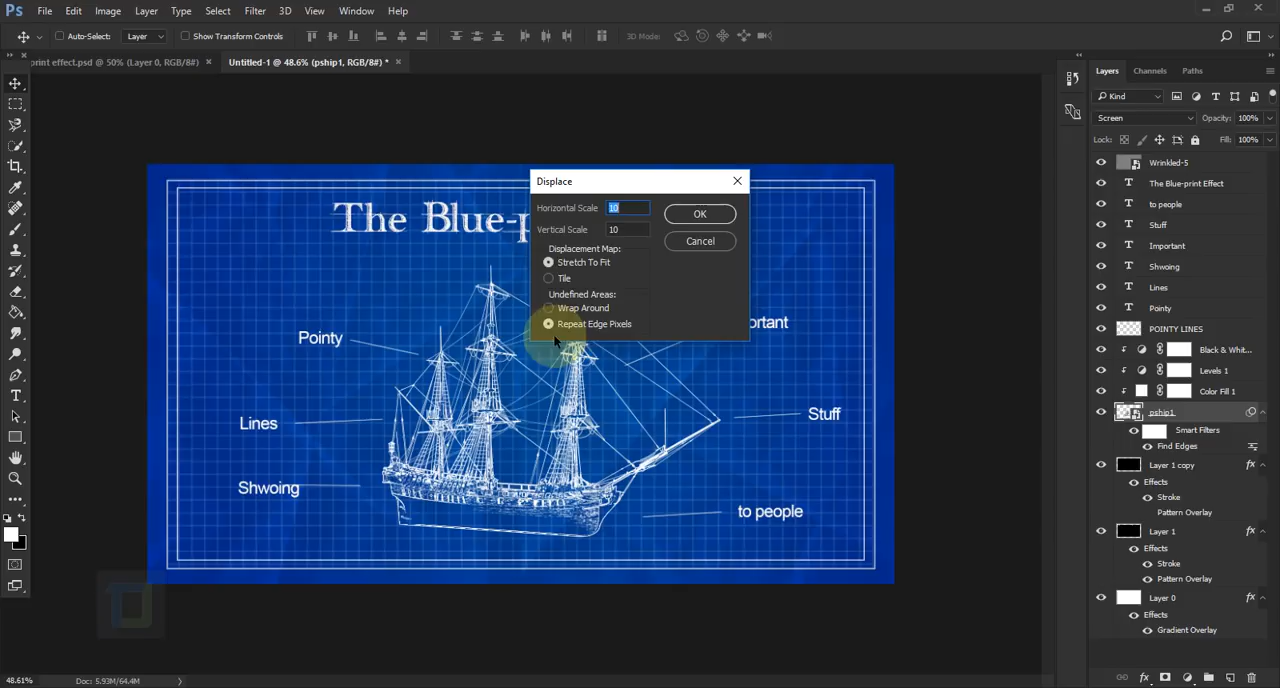 Ps File Edit Image Layer Type Select Filter 3D View Window Help
Auto-Select: Layer Show Transform Controls 3D Mode:
print effect.psd @ 50% (Layer 0, RGB/8#) × Untitled-1 @ 48.6% (pship1, RGB/8#) * ×
Layers Channels Paths
Kind
Screen Opacity: 100%
Lock: Fill: 100%
Wrinkled-5
T The Blue-print Effect
T to people
T Stuff
T Important
T Shwoing
T Lines
T Pointy
POINTY LINES
Black & Whit...
Levels 1
Color Fill 1
pship1
Smart Filters
Find Edges
Layer 1 copy fx
Effects
Stroke
Pattern Overlay
Layer 1 fx
Effects
Stroke
Pattern Overlay
Layer 0 fx
Effects
Gradient Overlay
Displace
Horizontal Scale 10 OK
Vertical Scale 10 Cancel
Displacement Map:
Stretch To Fit
Tile
Undefined Areas:
Wrap Around
Repeat Edge Pixels
The Blue-p
Pointy
ortant
Lines
Stuff
Shwoing
to people
48.61% Doc: 5.93M/64.4M